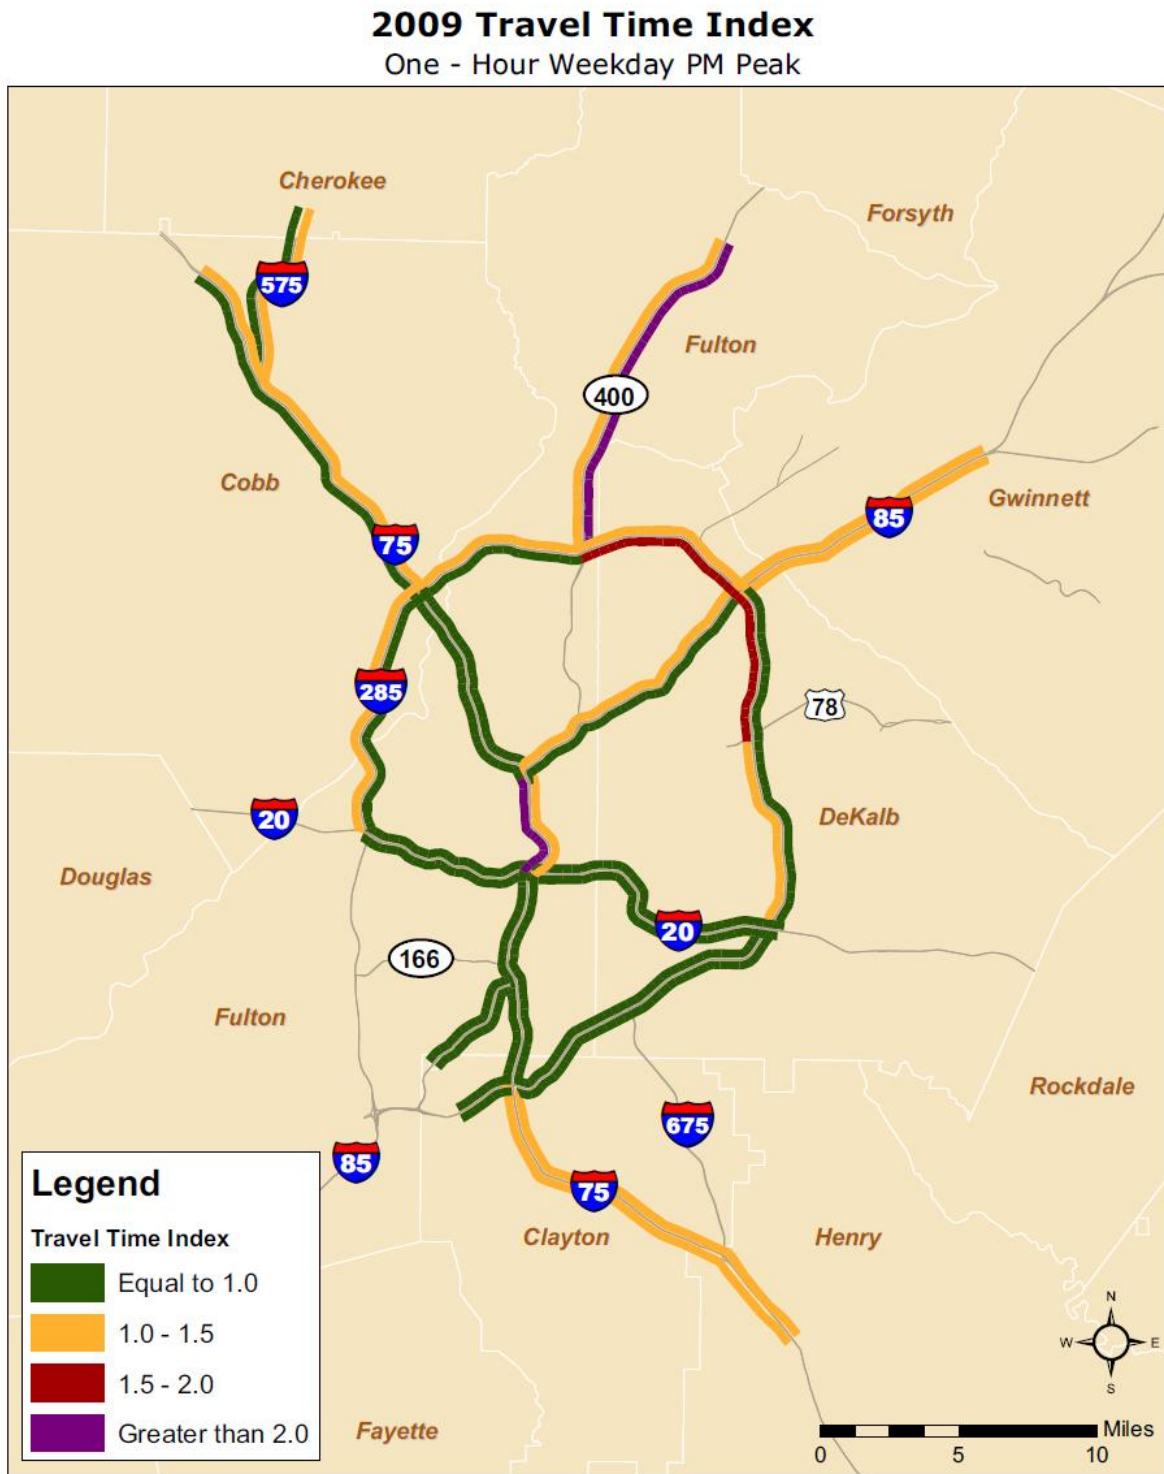 2009 Travel Time Index
One - Hour Weekday PM Peak
Cherokee
Forsyth
575
Fulton
400
Cobb
Gwinnett
85
75
285
78
20
DeKalb
Douglas
20
166
Fulton
Rockdale
675
85
75
Clayton
Henry
Legend
Travel Time Index
Equal to 1.0
1.0 - 1.5
1.5 - 2.0
Greater than 2.0
Fayette
N
W
E
S
Miles
0
5
10